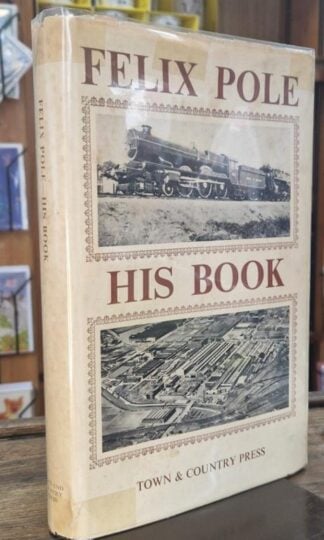 FELIX POLE
HIS BOOK
TOWN & COUNTRY PRESS
FELIX POLE HIS BOOK